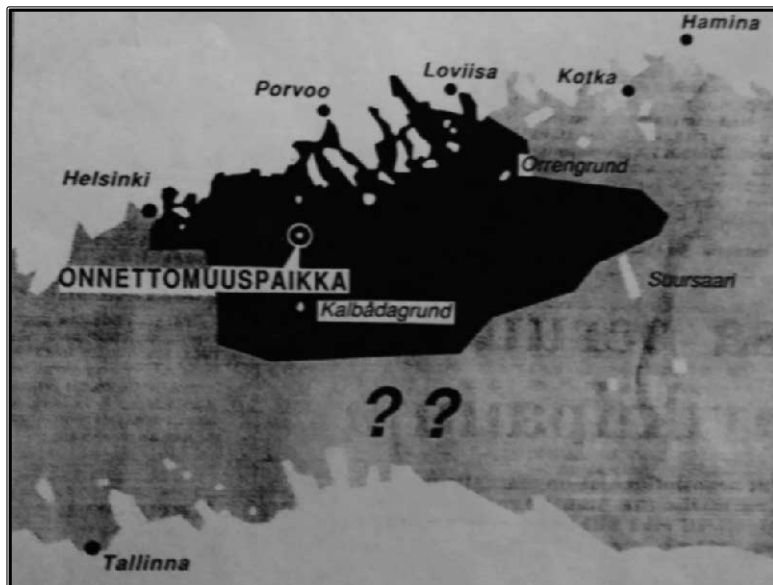 Hamina
Loviisa
Kotka
Porvoo
Orrengrund
Helsinki
ONNETTOMUUSPAIKKA
Suursaari
Kalbådagrund
? ?
Tallinna